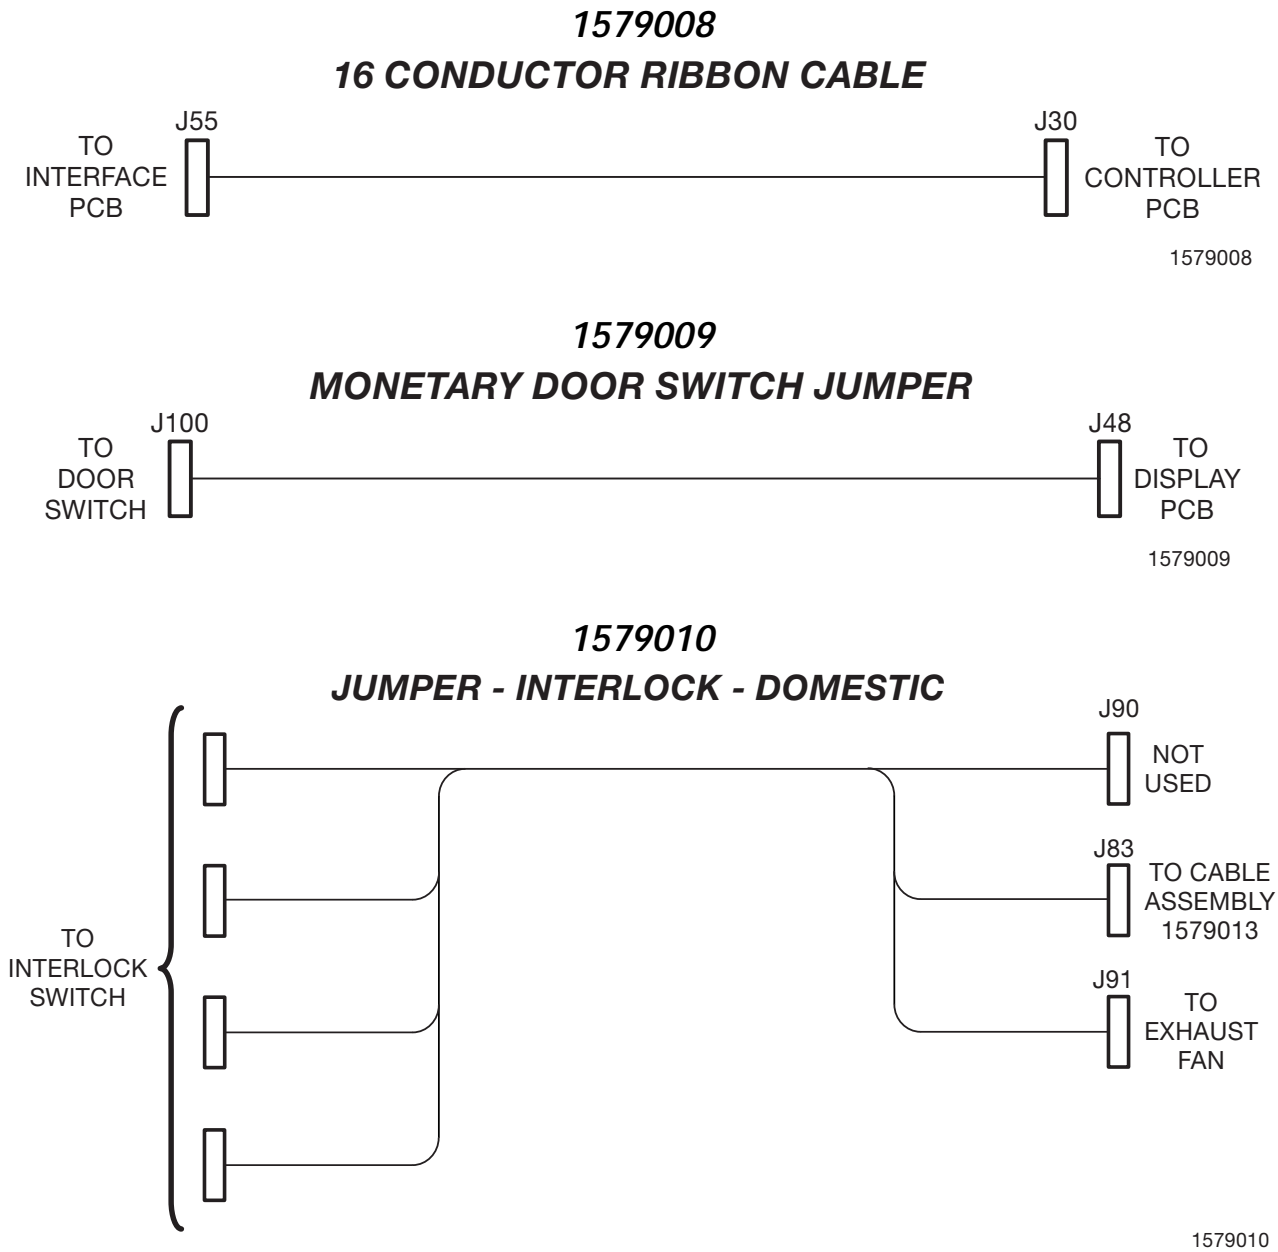 1579008
16 CONDUCTOR RIBBON CABLE
J55
TO
INTERFACE
PCB
J30
TO
CONTROLLER
PCB
1579008
1579009
MONETARY DOOR SWITCH JUMPER
J100
TO
DOOR
SWITCH
J48
TO
DISPLAY
PCB
1579009
1579010
JUMPER - INTERLOCK - DOMESTIC
TO
INTERLOCK
SWITCH
J90
NOT
USED
J83
TO CABLE
ASSEMBLY
1579013
J91
TO
EXHAUST
FAN
1579010